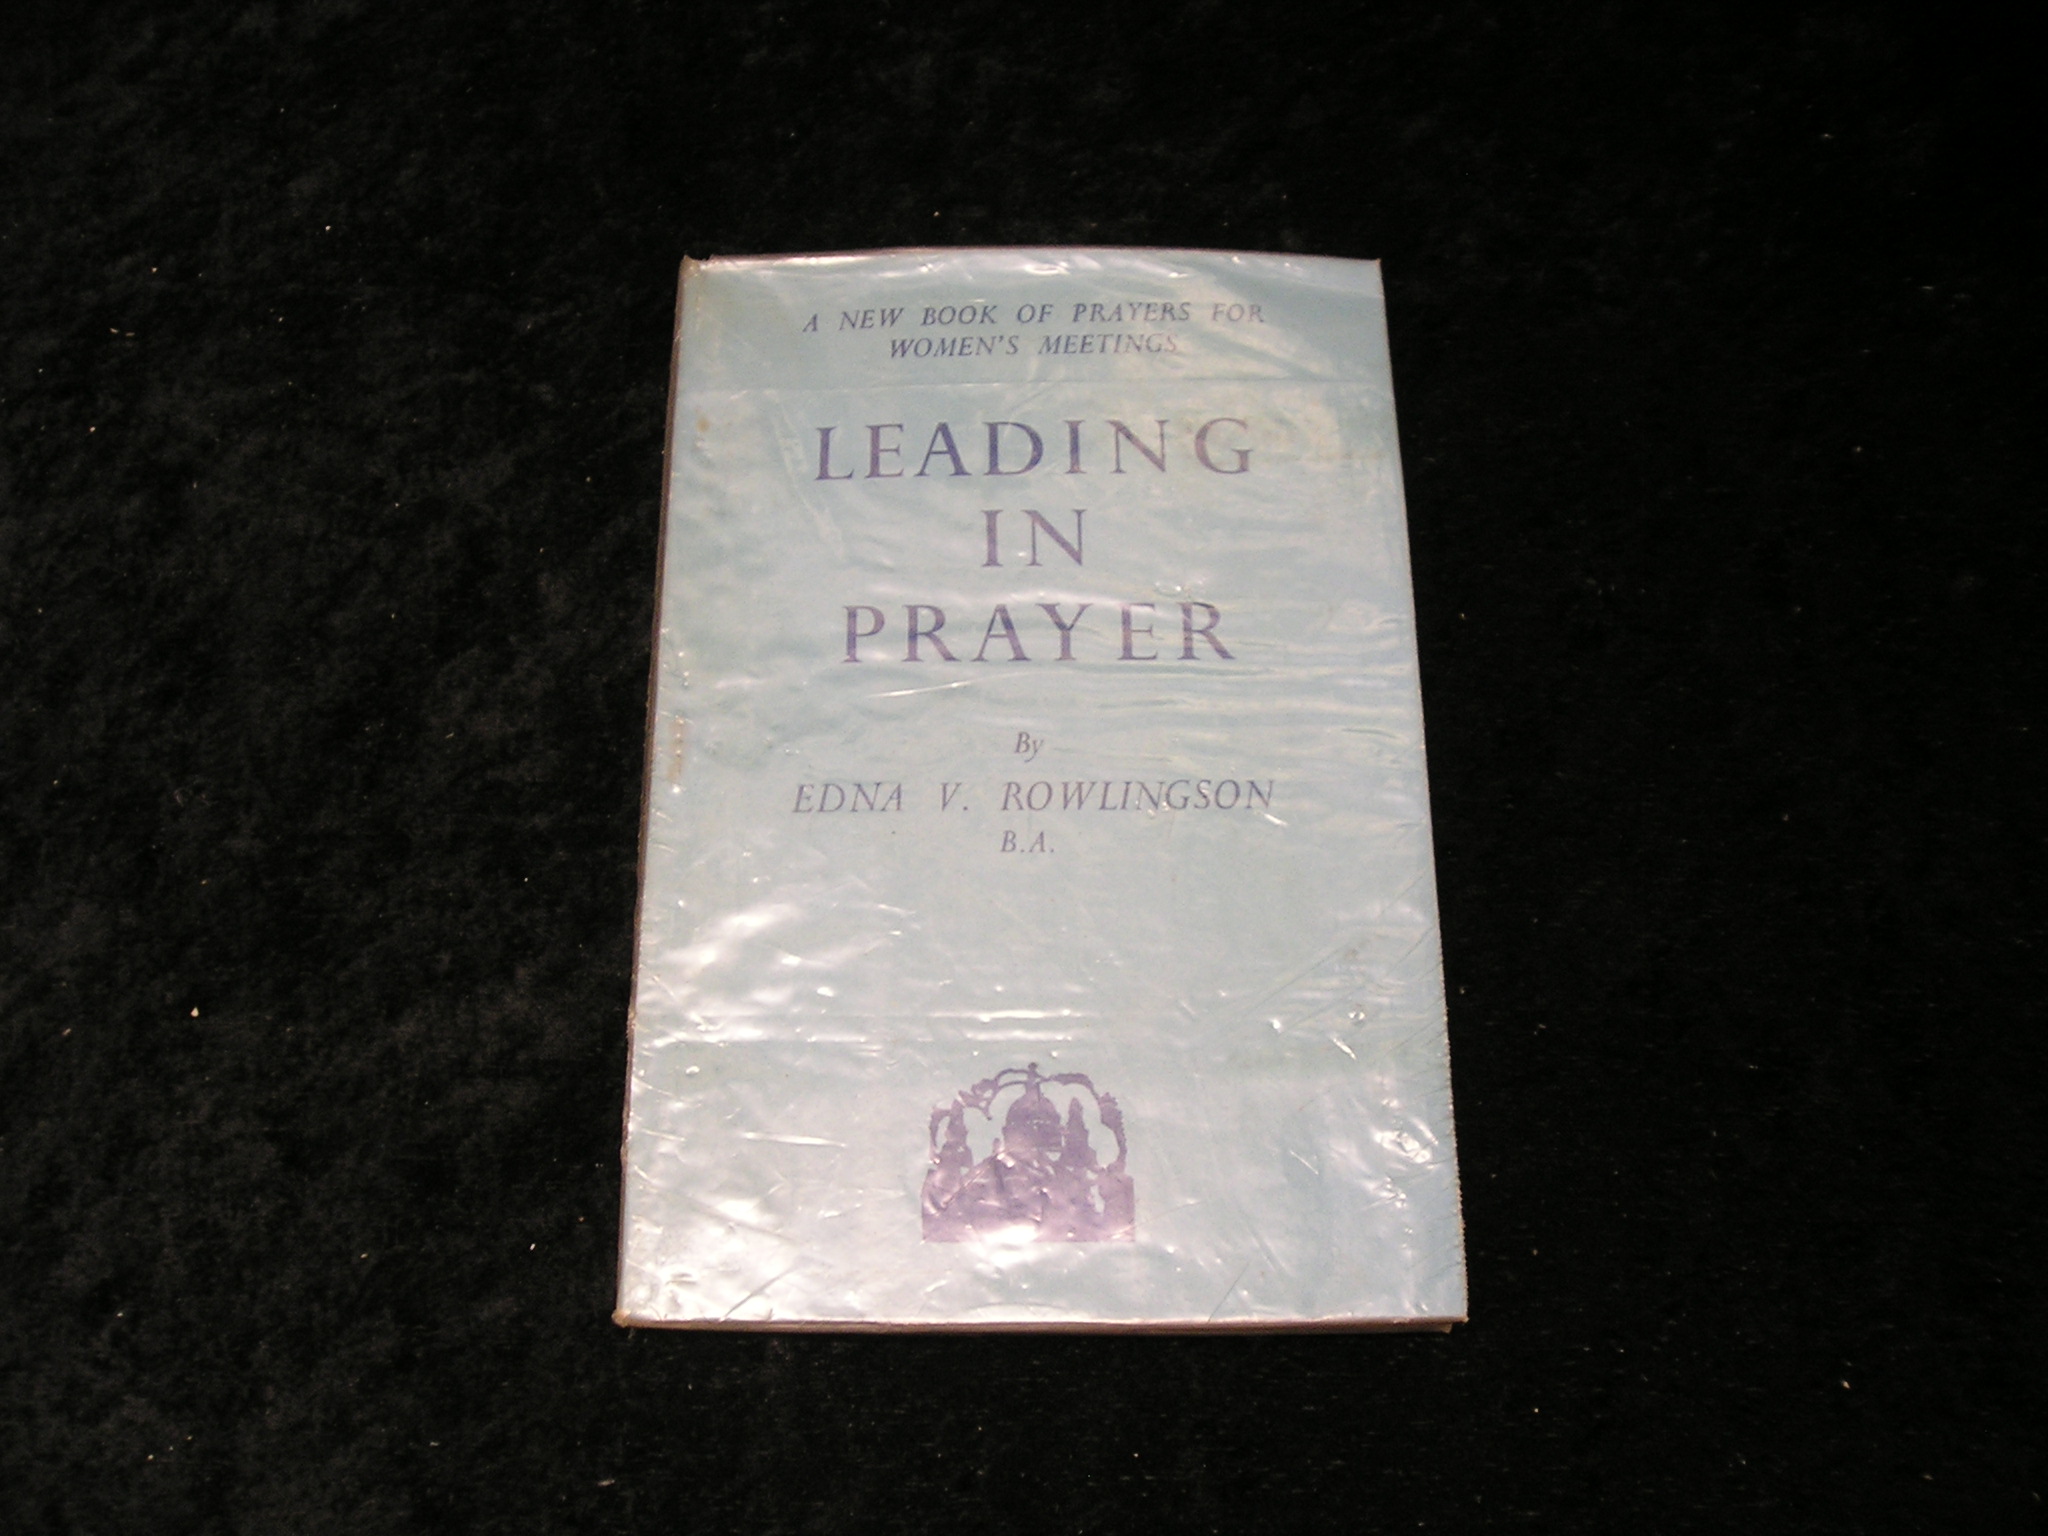 A NEW BOOK OF PRAYERS FOR
WOMEN'S MEETINGS
LEADING
IN
PRAYER
By
EDNA V. ROWLINGSON
B.A.